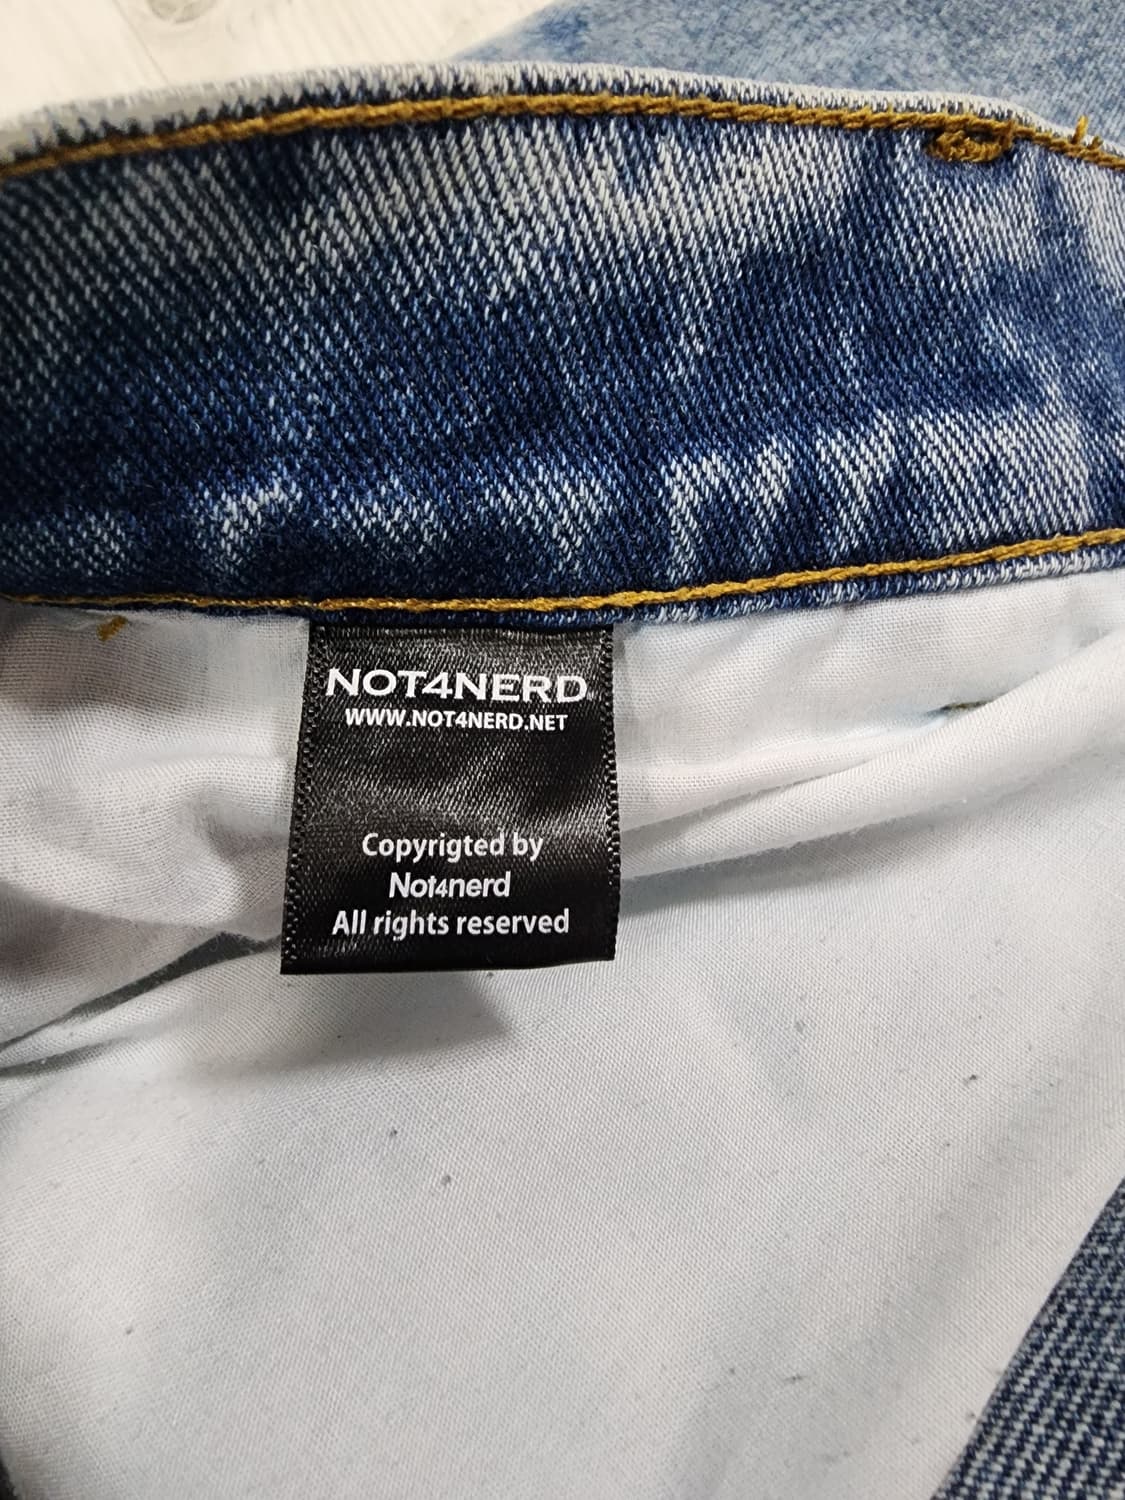 NOT4NERD
WWW.NOT4NERD.NET
Copyrigted by
Not4nerd
All rights reserved